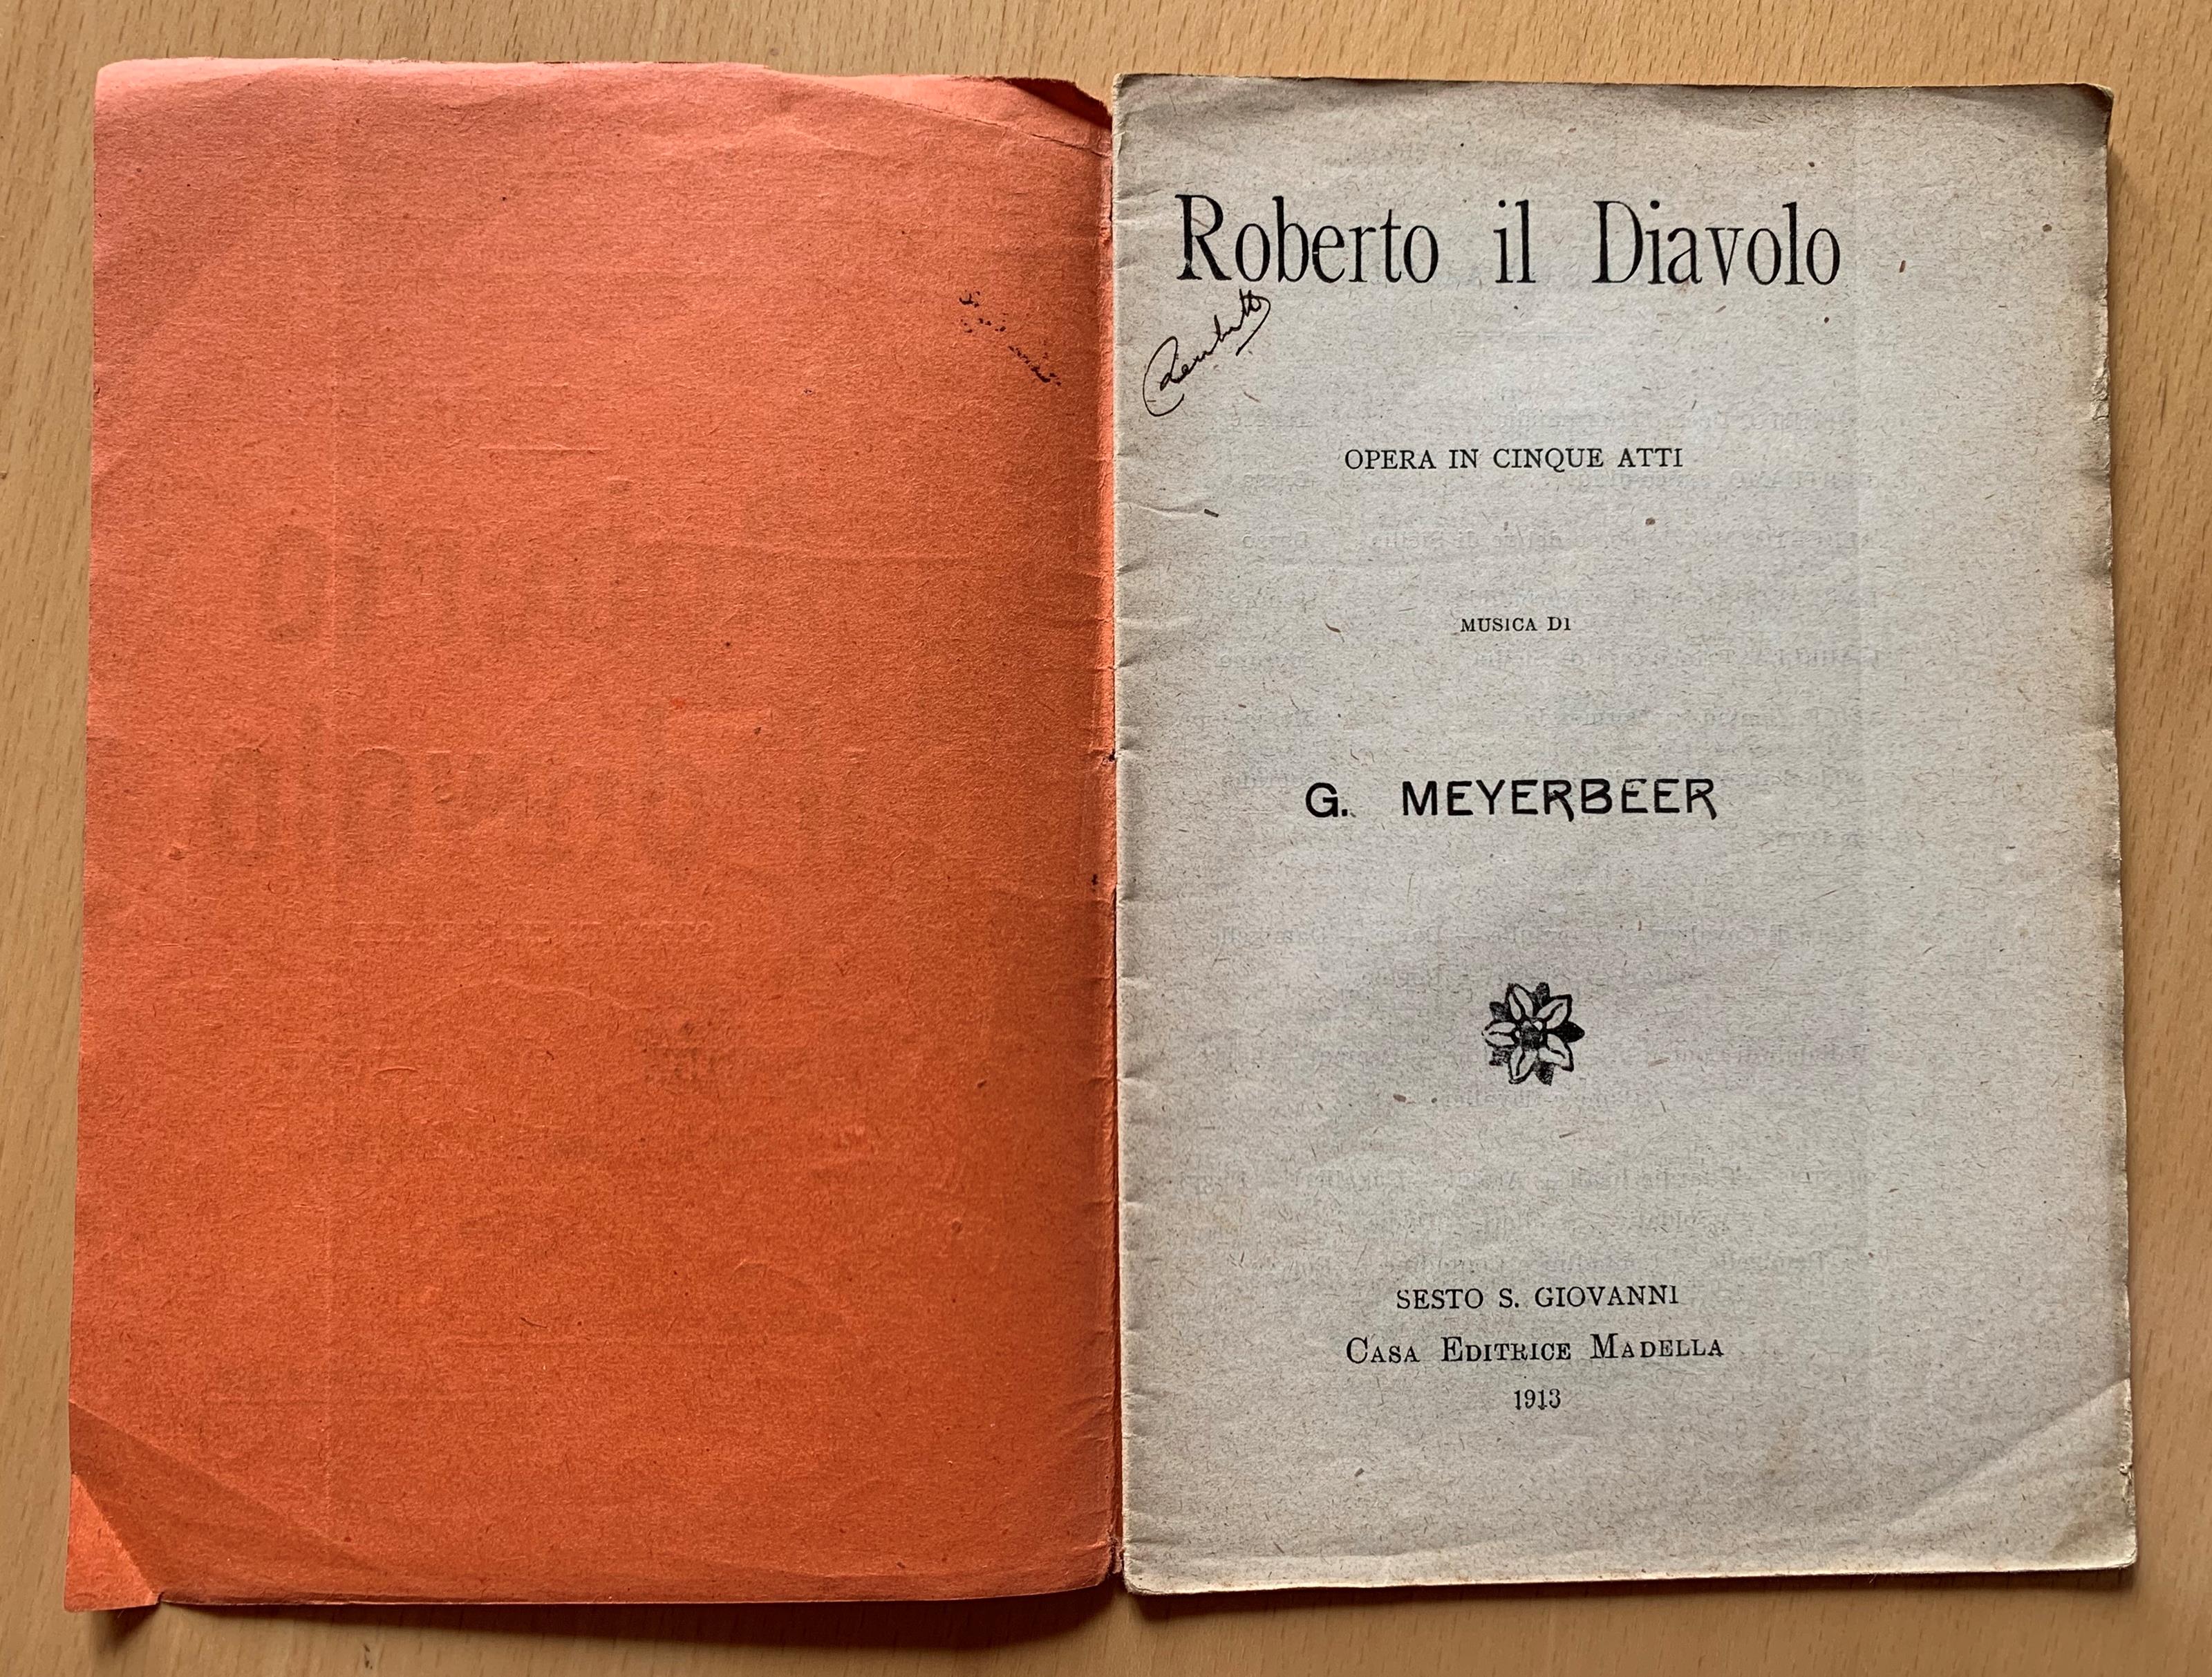 Roberto il Diavolo
OPERA IN CINQUE ATTI
MUSICA DI
G. MEYERBEER
SESTO S. GIOVANNI
CASA EDITRICE MADELLA
1913